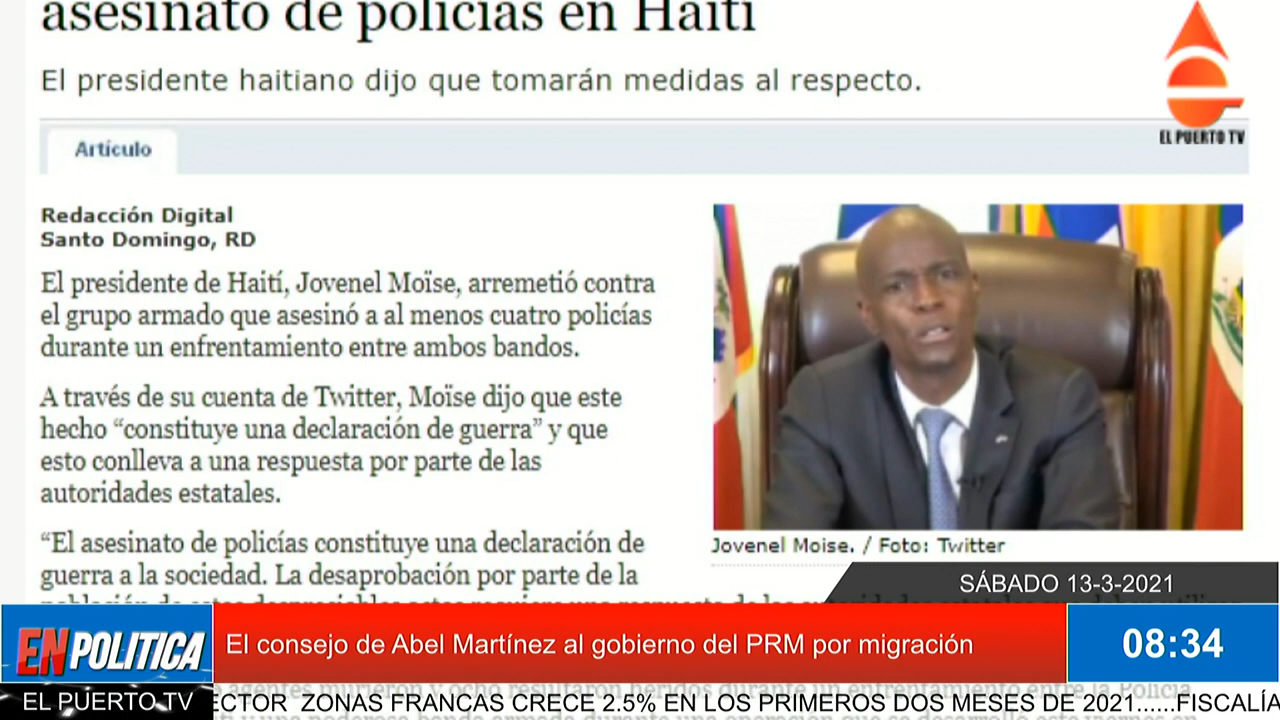 asesinato de policías en Haití
El presidente haitiano dijo que tomarán medidas al respecto.
EL PUERTO TV
Artículo
Redacción Digital
Santo Domingo, RD
El presidente de Haití, Jovenel Moïse, arremetió contra
el grupo armado que asesinó a al menos cuatro policías
durante un enfrentamiento entre ambos bandos.
A través de su cuenta de Twitter, Moïse dijo que este
hecho “constituye una declaración de guerra” y que
esto conlleva a una respuesta por parte de las
autoridades estatales.
“El asesinato de policías constituye una declaración de
guerra a la sociedad. La desaprobación por parte de la
Jovenel Moise. / Foto: Twitter
SÁBADO 13-3-2021
EN POLITICA
El consejo de Abel Martínez al gobierno del PRM por migración
08:34
EL PUERTO TV
ECTOR ZONAS FRANCAS CRECE 2.5% EN LOS PRIMEROS DOS MESES DE 2021......FISCALÍA